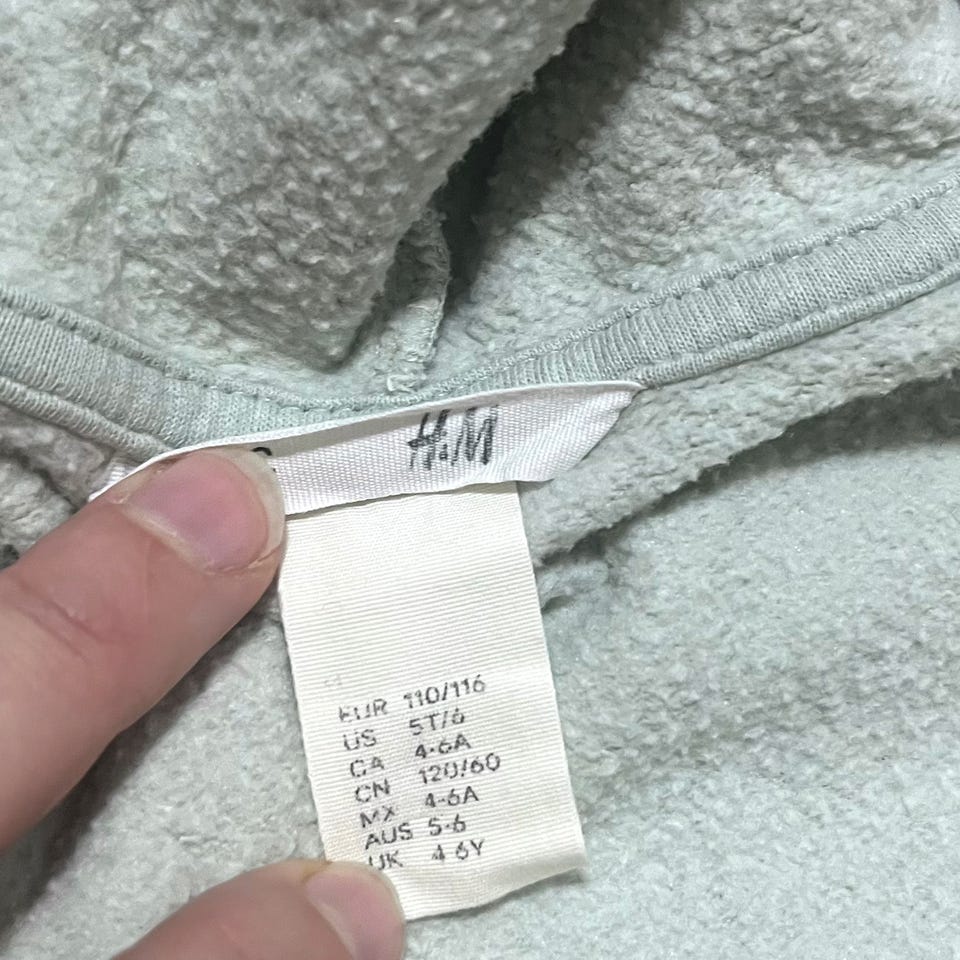 H&M
EUR 110/116
US 5T/6
CA 4-6A
CN 120/60
MX 4-6A
AUS 5-6
UK 4 6Y